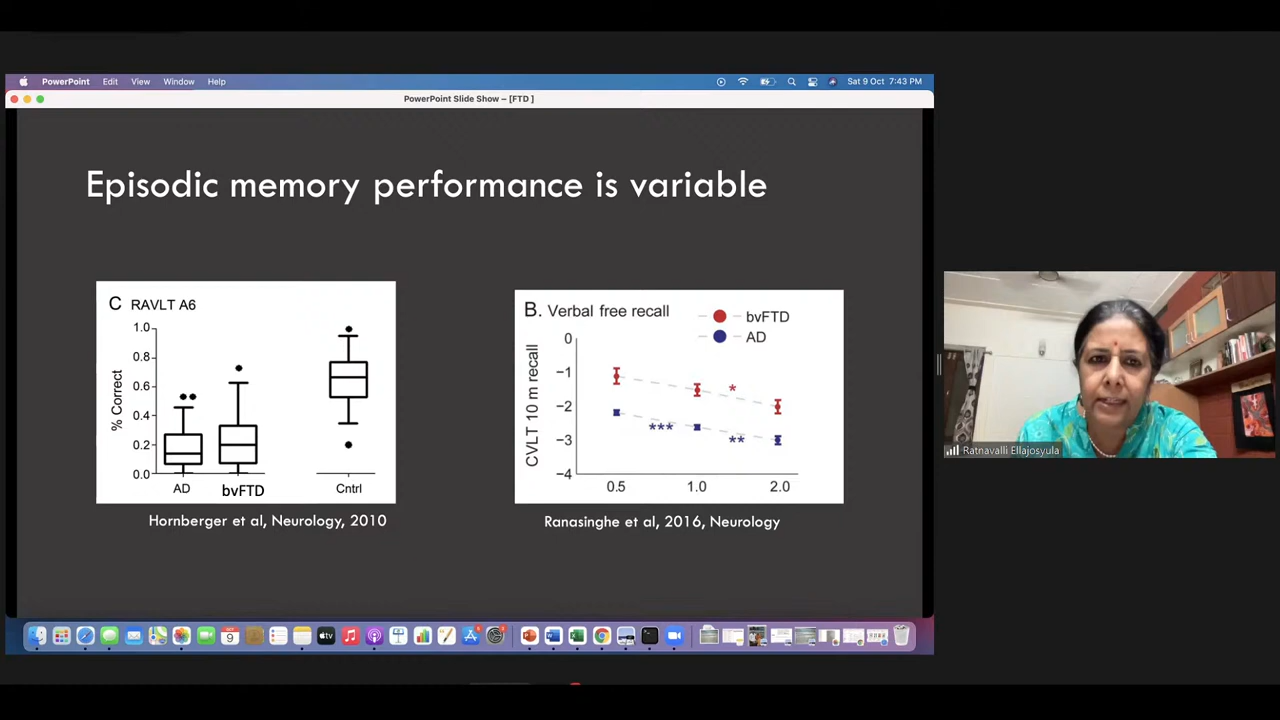 PowerPoint Edit View Window Help Sat 9 Oct 7:43 PM
PowerPoint Slide Show – [FTD ]
Episodic memory performance is variable
C RAVLT A6
% Correct
1.0
0.8
0.6
0.4
0.2
0.0
AD bvFTD Cntrl
Hornberger et al, Neurology, 2010
B. Verbal free recall
bvFTD
AD
CVLT 10 m recall
0
−1
−2
−3
−4
*
*** **
0.5 1.0 2.0
Ranasinghe et al, 2016, Neurology
Ratnavalli Ellajosyula
OCT
9
tv